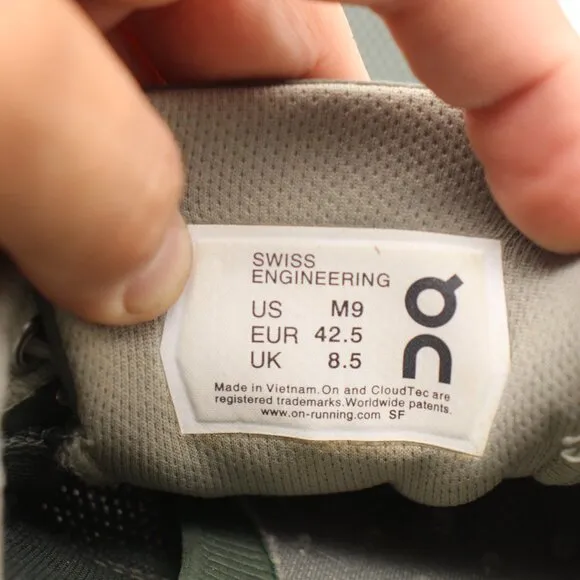 SWISS
ENGINEERING
US M9
EUR 42.5
UK 8.5
On
Made in Vietnam.On and CloudTec are
registered trademarks.Worldwide patents.
www.on-running.com SF